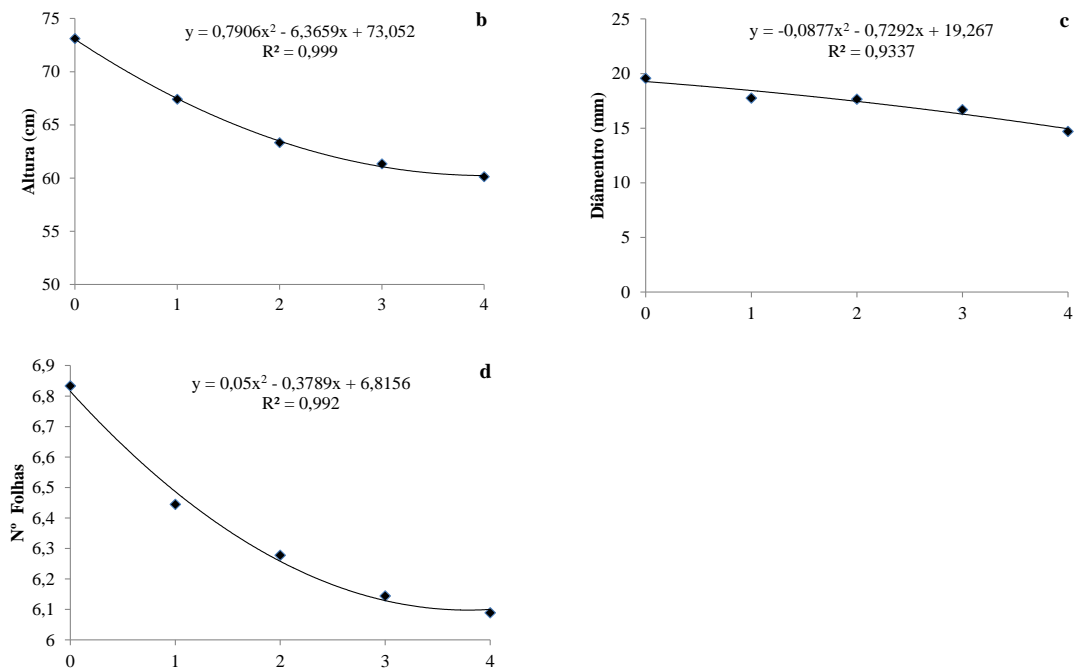 b
y = 0,7906x² - 6,3659x + 73,052
R² = 0,999
75
70
65
60
55
50
Altura (cm)
0 1 2 3 4
c
y = -0,0877x² - 0,7292x + 19,267
R² = 0,9337
25
20
15
10
5
0
Diâmentro (mm)
0 1 2 3 4
d
y = 0,05x² - 0,3789x + 6,8156
R² = 0,992
6,9
6,8
6,7
6,6
6,5
6,4
6,3
6,2
6,1
6
Nº Folhas
0 1 2 3 4